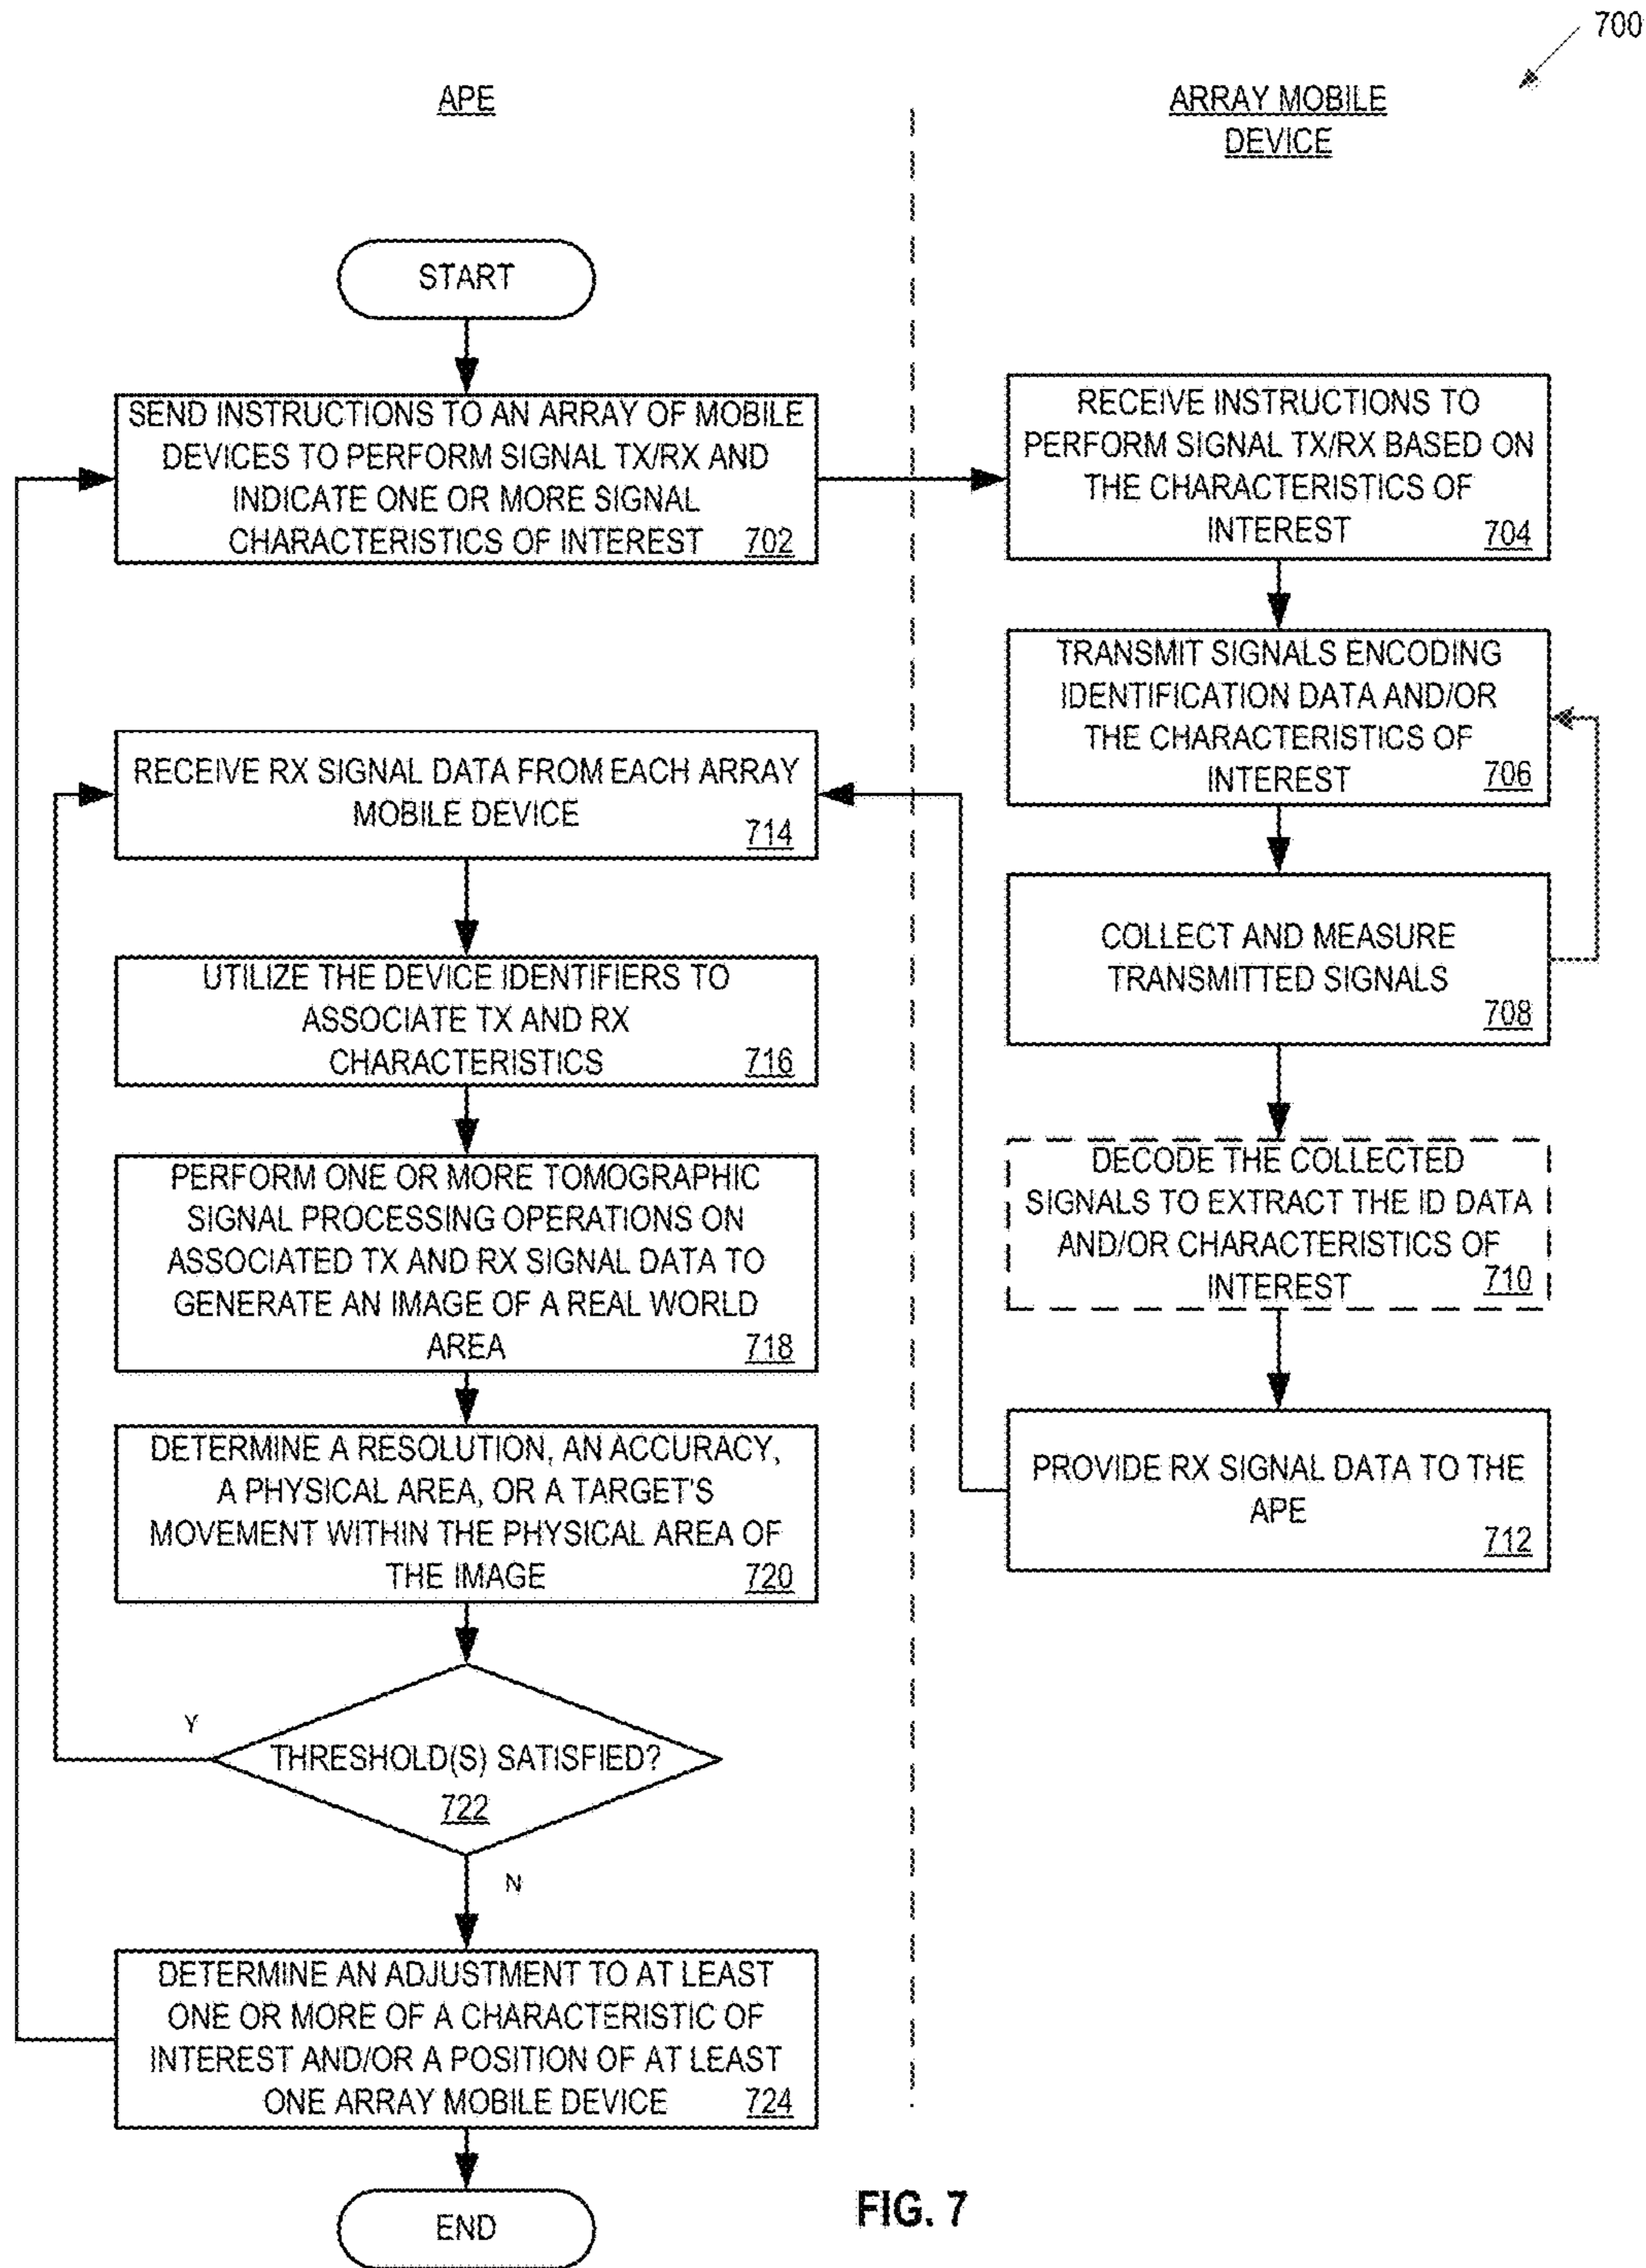 700
APE
ARRAY MOBILE
DEVICE
START
SEND INSTRUCTIONS TO AN ARRAY OF MOBILE
DEVICES TO PERFORM SIGNAL TX/RX AND
INDICATE ONE OR MORE SIGNAL
CHARACTERISTICS OF INTEREST 702
RECEIVE INSTRUCTIONS TO
PERFORM SIGNAL TX/RX BASED ON
THE CHARACTERISTICS OF
INTEREST 704
TRANSMIT SIGNALS ENCODING
IDENTIFICATION DATA AND/OR
THE CHARACTERISTICS OF
INTEREST 706
COLLECT AND MEASURE
TRANSMITTED SIGNALS
708
DECODE THE COLLECTED
SIGNALS TO EXTRACT THE ID DATA
AND/OR CHARACTERISTICS OF
INTEREST 710
PROVIDE RX SIGNAL DATA TO THE
APE
712
RECEIVE RX SIGNAL DATA FROM EACH ARRAY
MOBILE DEVICE
714
UTILIZE THE DEVICE IDENTIFIERS TO
ASSOCIATE TX AND RX
CHARACTERISTICS 716
PERFORM ONE OR MORE TOMOGRAPHIC
SIGNAL PROCESSING OPERATIONS ON
ASSOCIATED TX AND RX SIGNAL DATA TO
GENERATE AN IMAGE OF A REAL WORLD
AREA 718
DETERMINE A RESOLUTION, AN ACCURACY,
A PHYSICAL AREA, OR A TARGET'S
MOVEMENT WITHIN THE PHYSICAL AREA OF
THE IMAGE 720
Y
THRESHOLD(S) SATISFIED?
722
N
DETERMINE AN ADJUSTMENT TO AT LEAST
ONE OR MORE OF A CHARACTERISTIC OF
INTEREST AND/OR A POSITION OF AT LEAST
ONE ARRAY MOBILE DEVICE 724
END
FIG. 7